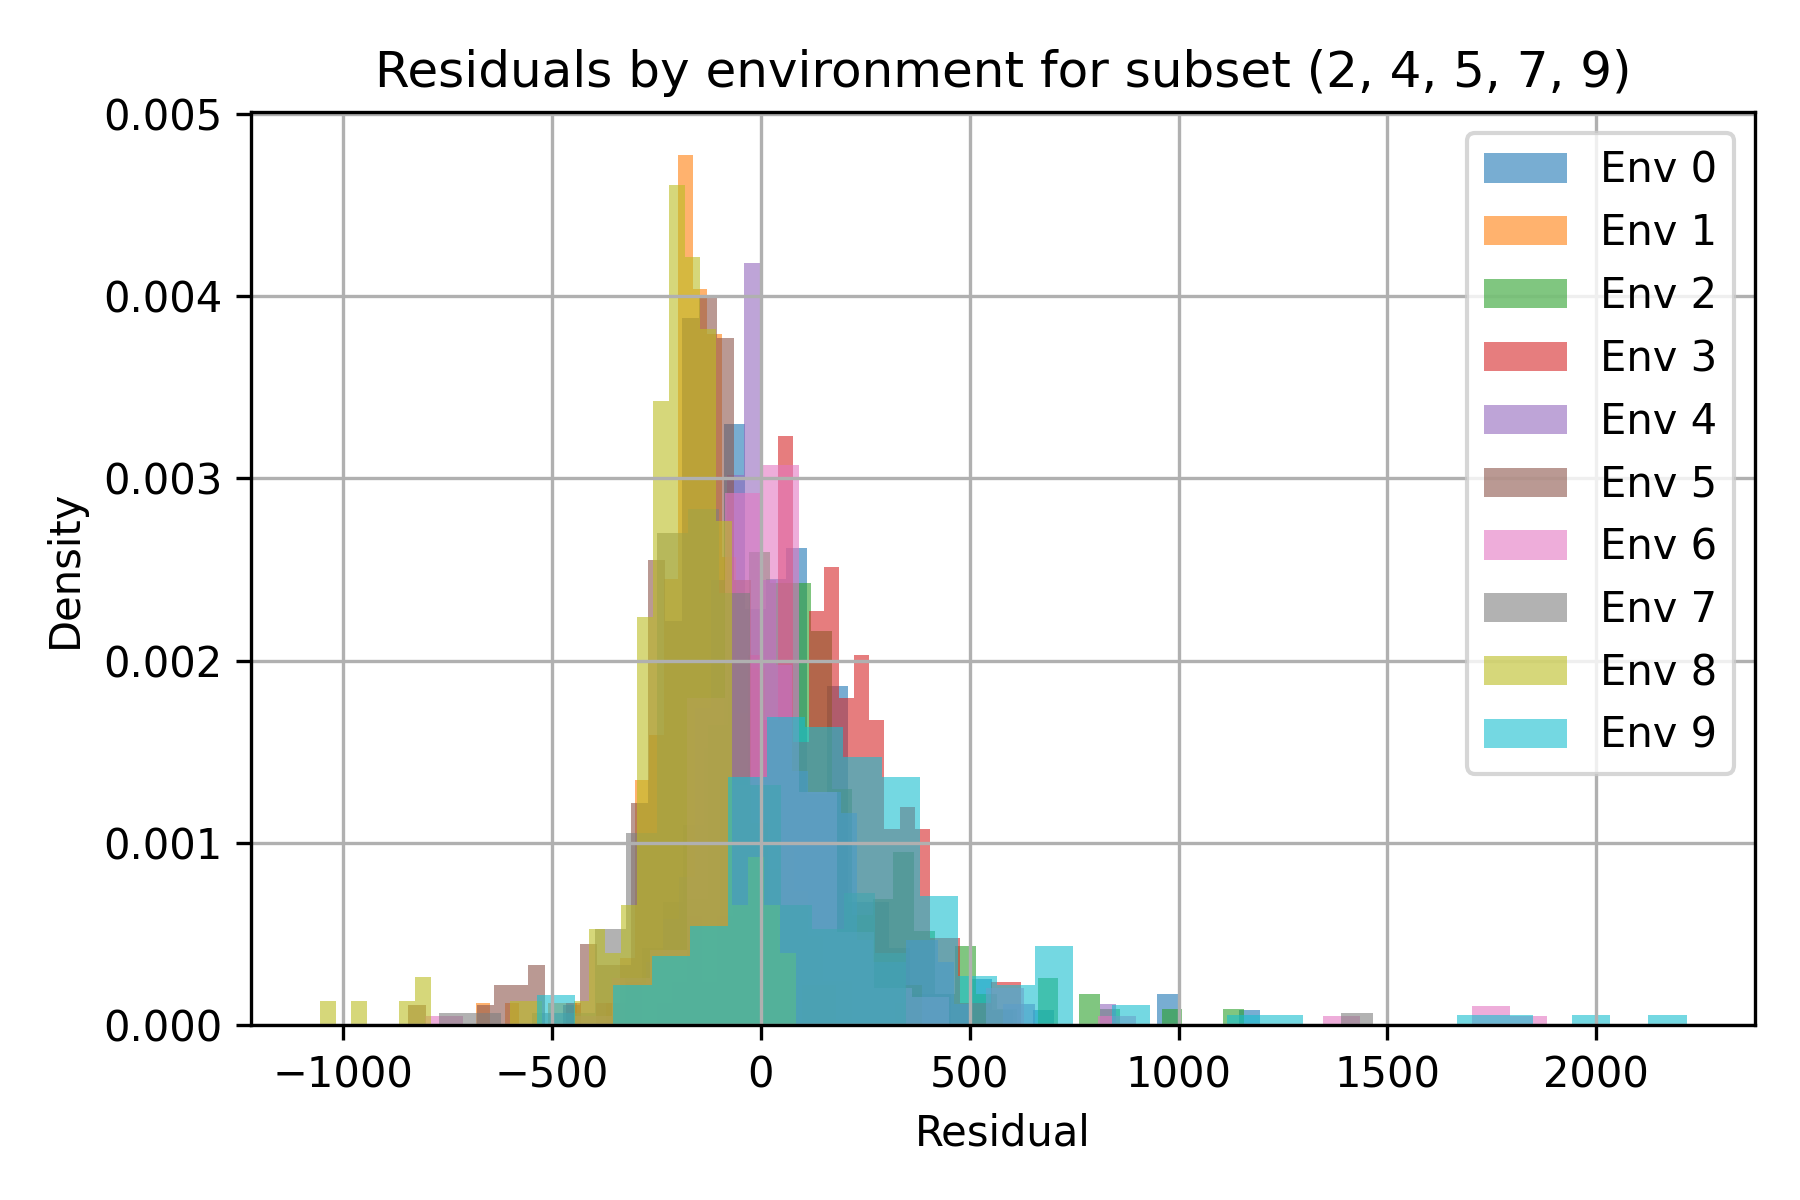 Residuals by environment for subset (2, 4, 5, 7, 9)
0.005
0.004
0.003
0.002
0.001
0.000
Density
−1000
−500
0
500
1000
1500
2000
Residual
Env 0
Env 1
Env 2
Env 3
Env 4
Env 5
Env 6
Env 7
Env 8
Env 9